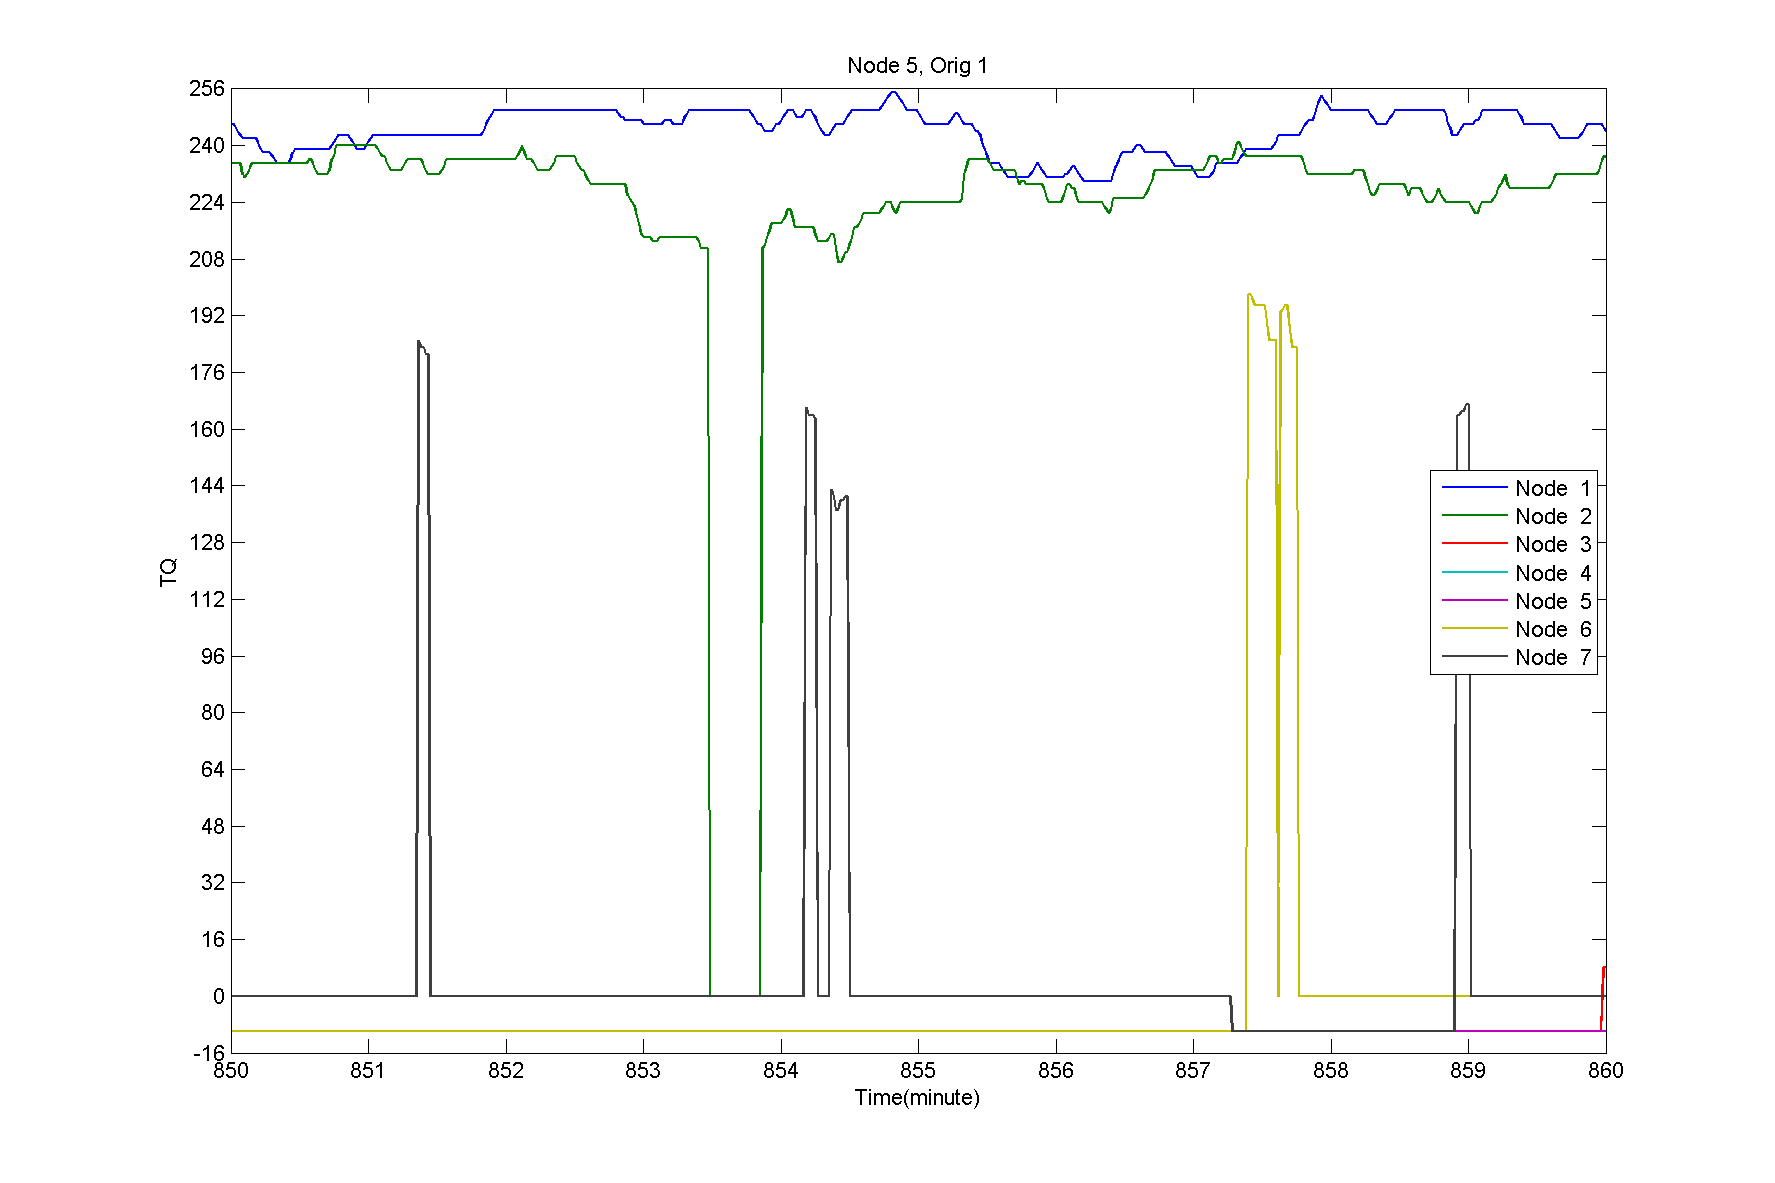 Node 5, Orig 1
256
240
224
208
192
176
160
144
128
112
96
80
64
48
32
16
0
-16
TQ
Node 1
Node 2
Node 3
Node 4
Node 5
Node 6
Node 7
850 851 852 853 854 855 856 857 858 859 860
Time(minute)